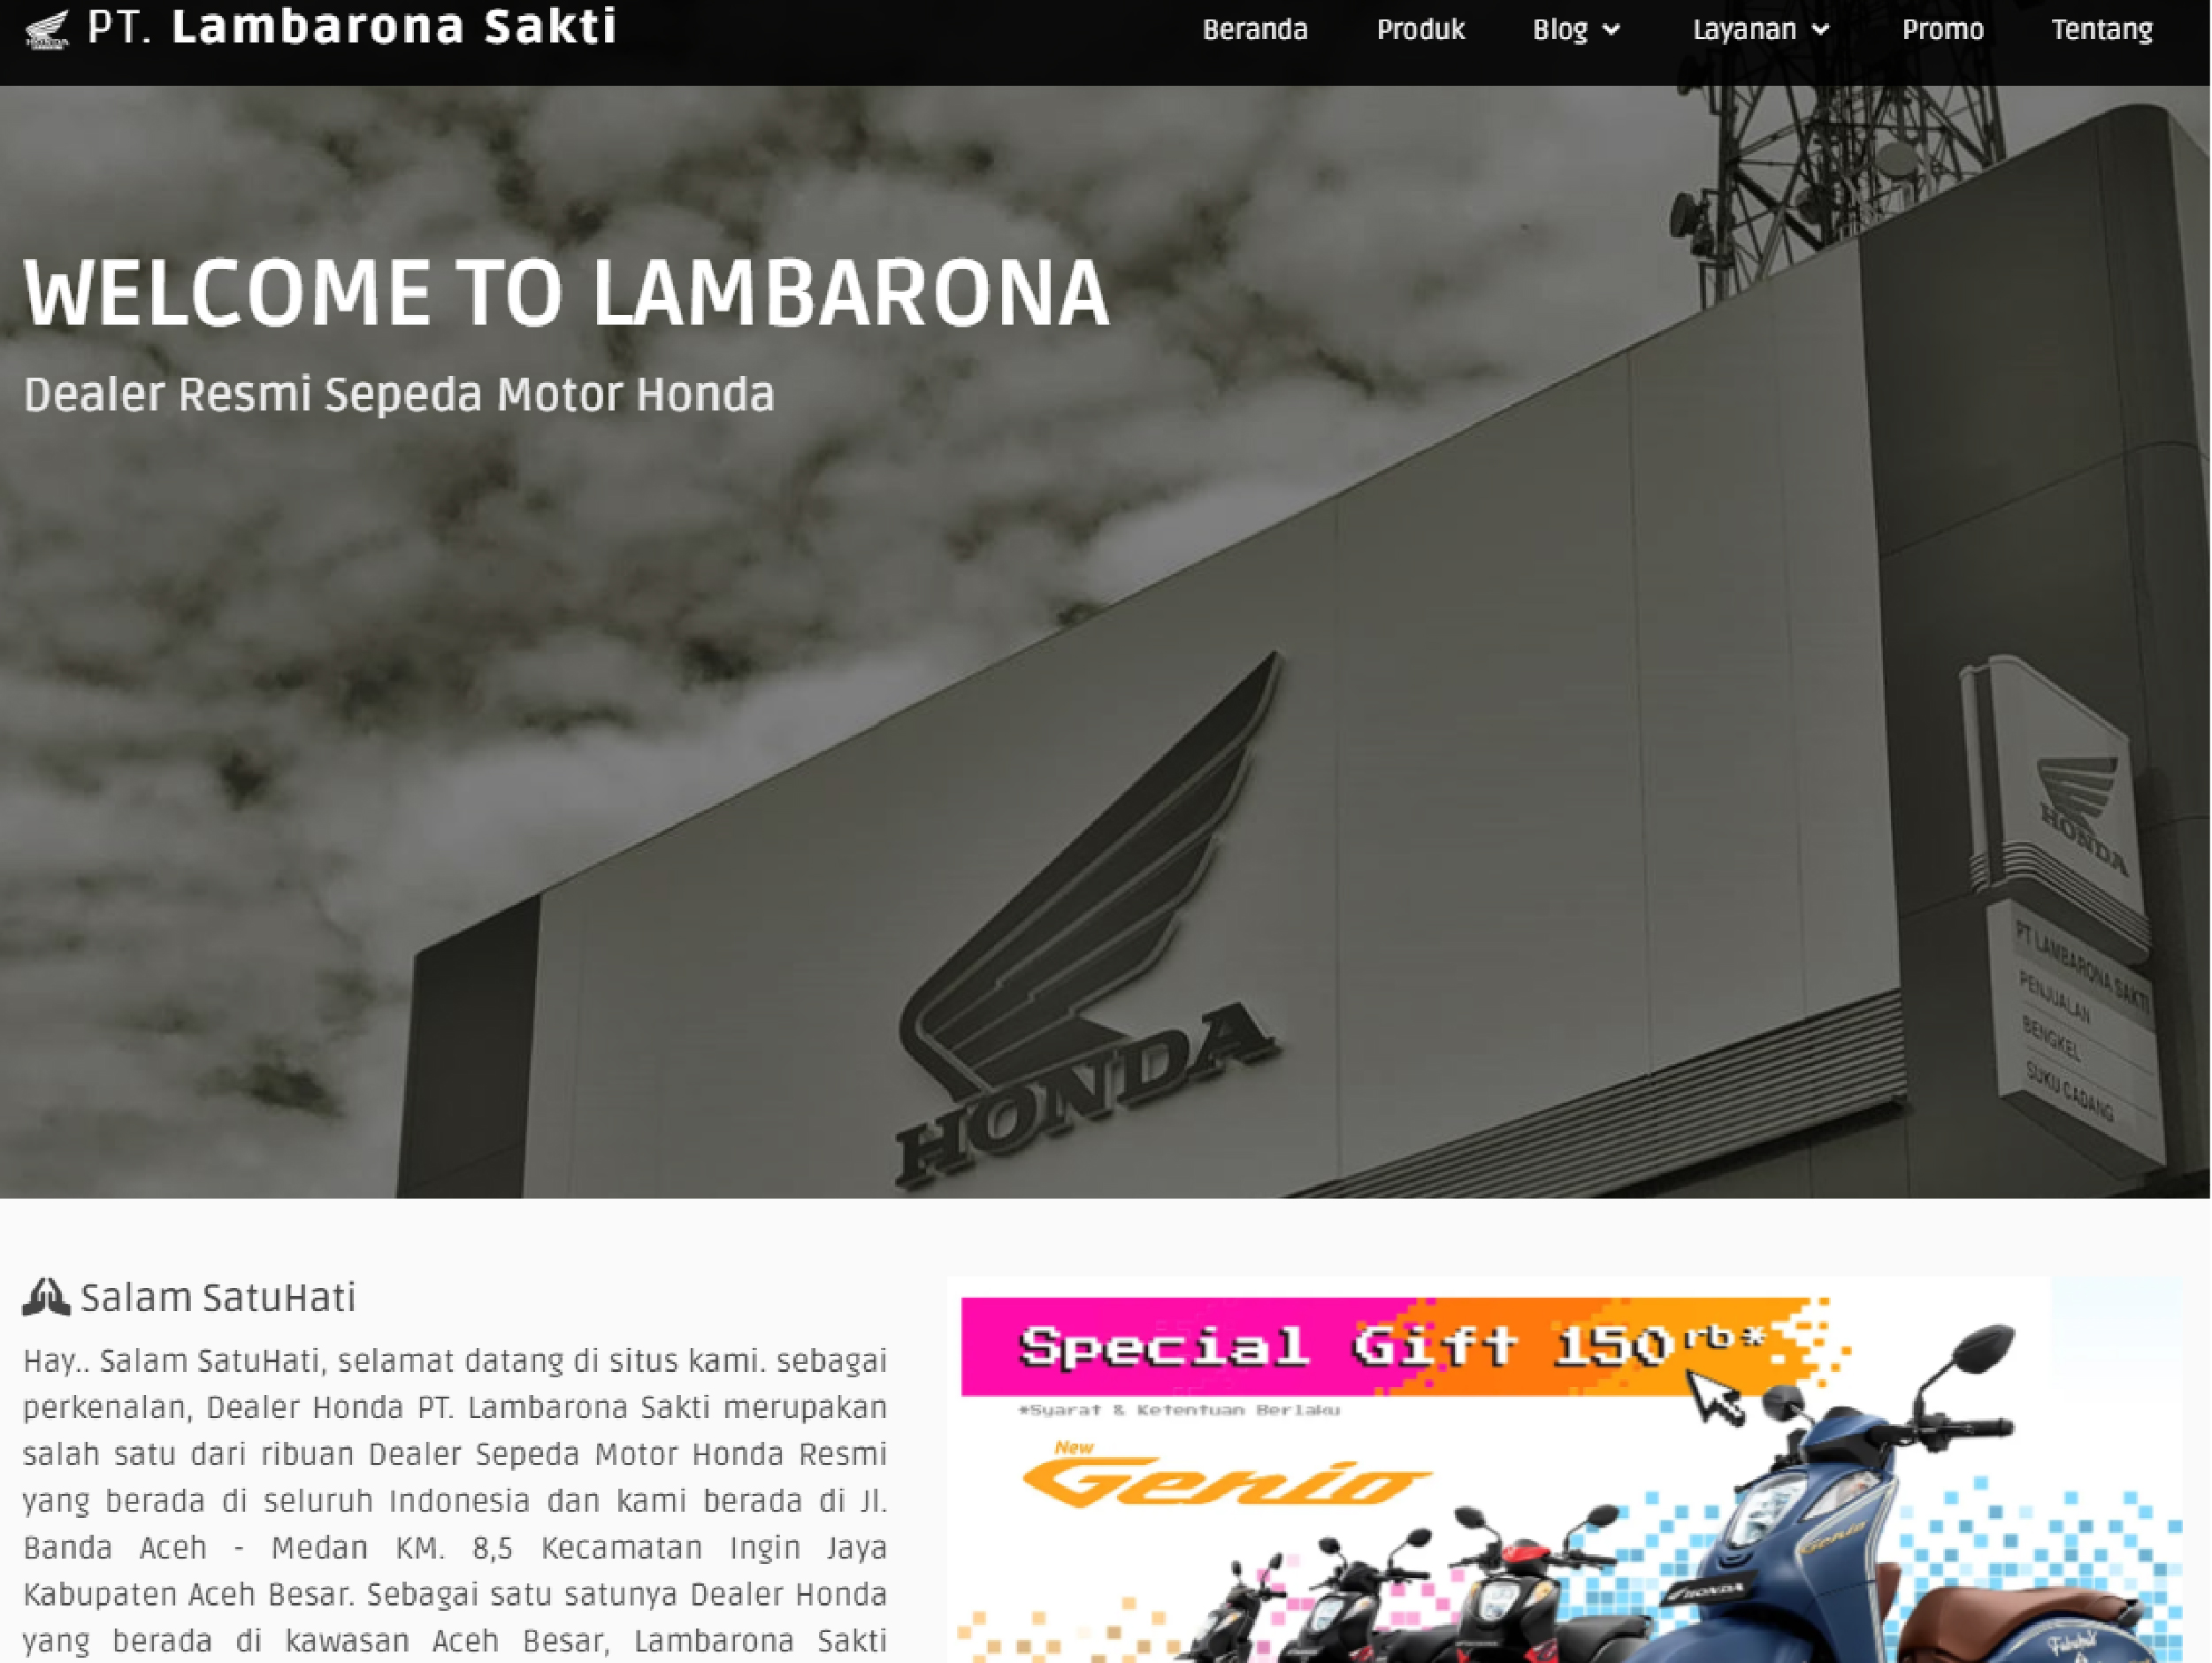 HONDA
PT. Lambarona Sakti
Beranda
Produk
Blog
Layanan
Promo
Tentang
WELCOME TO LAMBARONA
Dealer Resmi Sepeda Motor Honda
HONDA
HONDA
PT LAMBARONA SAKTI
PENJUALAN
BENGKEL
SUKU CADANG
Salam SatuHati
Hay.. Salam SatuHati, selamat datang di situs kami. sebagai
perkenalan, Dealer Honda PT. Lambarona Sakti merupakan
salah satu dari ribuan Dealer Sepeda Motor Honda Resmi
yang berada di seluruh Indonesia dan kami berada di Jl.
Banda Aceh - Medan KM. 8,5 Kecamatan Ingin Jaya
Kabupaten Aceh Besar. Sebagai satu satunya Dealer Honda
yang berada di kawasan Aceh Besar, Lambarona Sakti
Special Gift 150rb*
*Syarat & Ketentuan Berlaku
New
Genio
Genio
HONDA